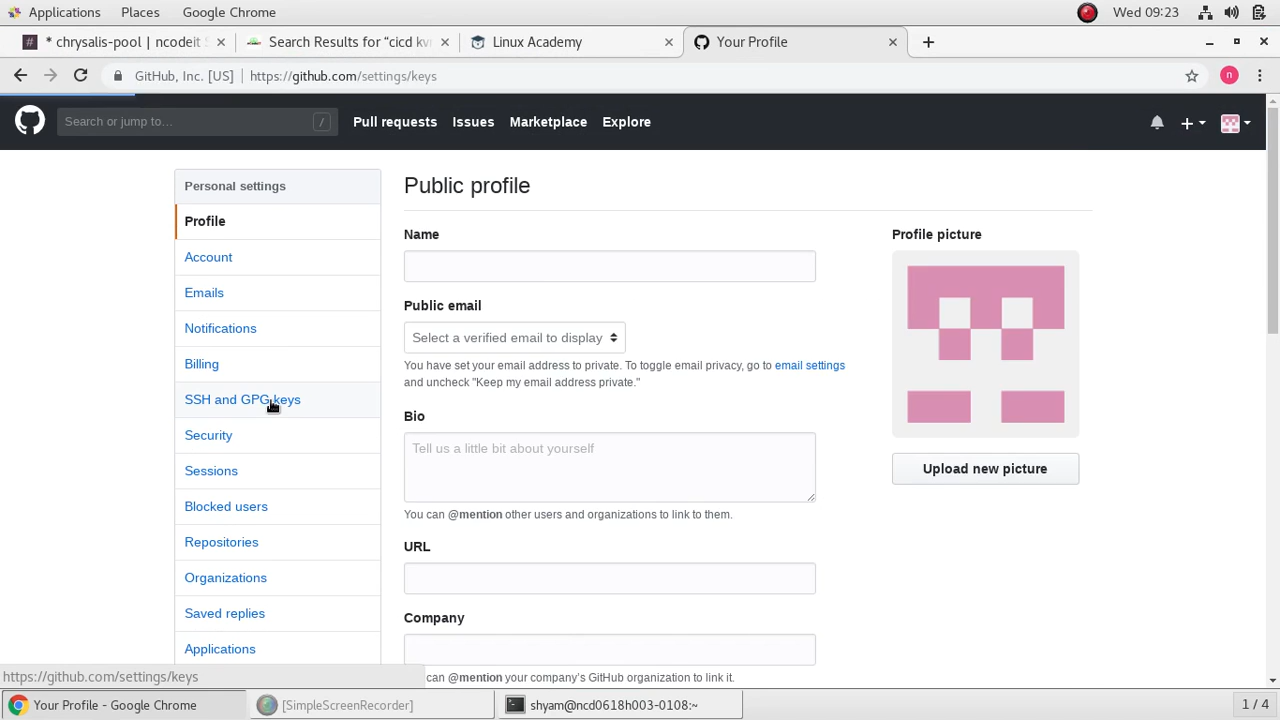 Applications Places Google Chrome Wed 09:23
# * chrysalis-pool | ncodeit S × Search Results for “cicd kvr × Linux Academy × Your Profile × +
GitHub, Inc. [US] | https://github.com/settings/keys n
Search or jump to… / Pull requests Issues Marketplace Explore
Personal settings
Profile
Account
Emails
Notifications
Billing
SSH and GPG keys
Security
Sessions
Blocked users
Repositories
Organizations
Saved replies
Applications
Public profile
Name
Public email
Select a verified email to display
You have set your email address to private. To toggle email privacy, go to email settings
and uncheck "Keep my email address private."
Bio
Tell us a little bit about yourself
You can @mention other users and organizations to link to them.
URL
Company
can @mention your company’s GitHub organization to link it.
Profile picture
Upload new picture
https://github.com/settings/keys
Your Profile - Google Chrome [SimpleScreenRecorder] shyam@ncd0618h003-0108:~ 1 / 4